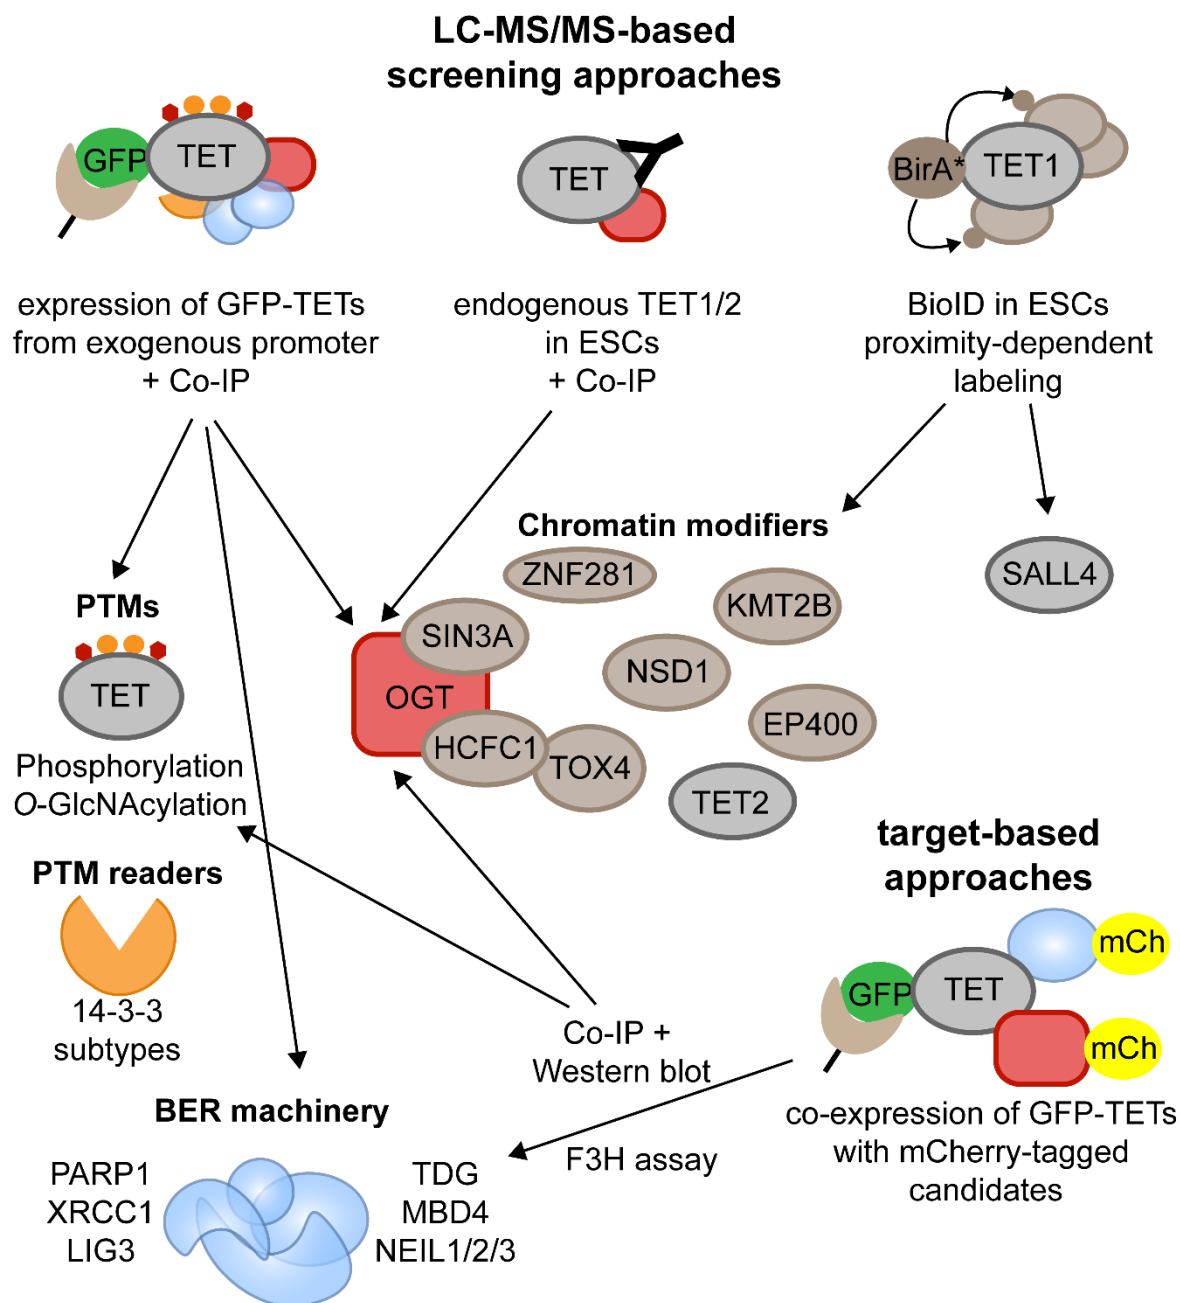 LC-MS/MS-based
screening approaches
GFP
TET
TET
BirA*
TET1
expression of GFP-TETs
from exogenous promoter
+ Co-IP
endogenous TET1/2
in ESCs
+ Co-IP
BioID in ESCs
proximity-dependent
labeling
Chromatin modifiers
ZNF281
KMT2B
SALL4
SIN3A
NSD1
OGT
EP400
HCFC1
TOX4
TET2
PTMs
TET
Phosphorylation
O-GlcNAcylation
PTM readers
14-3-3
subtypes
target-based
approaches
mCh
GFP
TET
mCh
co-expression of GFP-TETs
with mCherry-tagged
candidates
Co-IP +
Western blot
F3H assay
BER machinery
PARP1
XRCC1
LIG3
TDG
MBD4
NEIL1/2/3